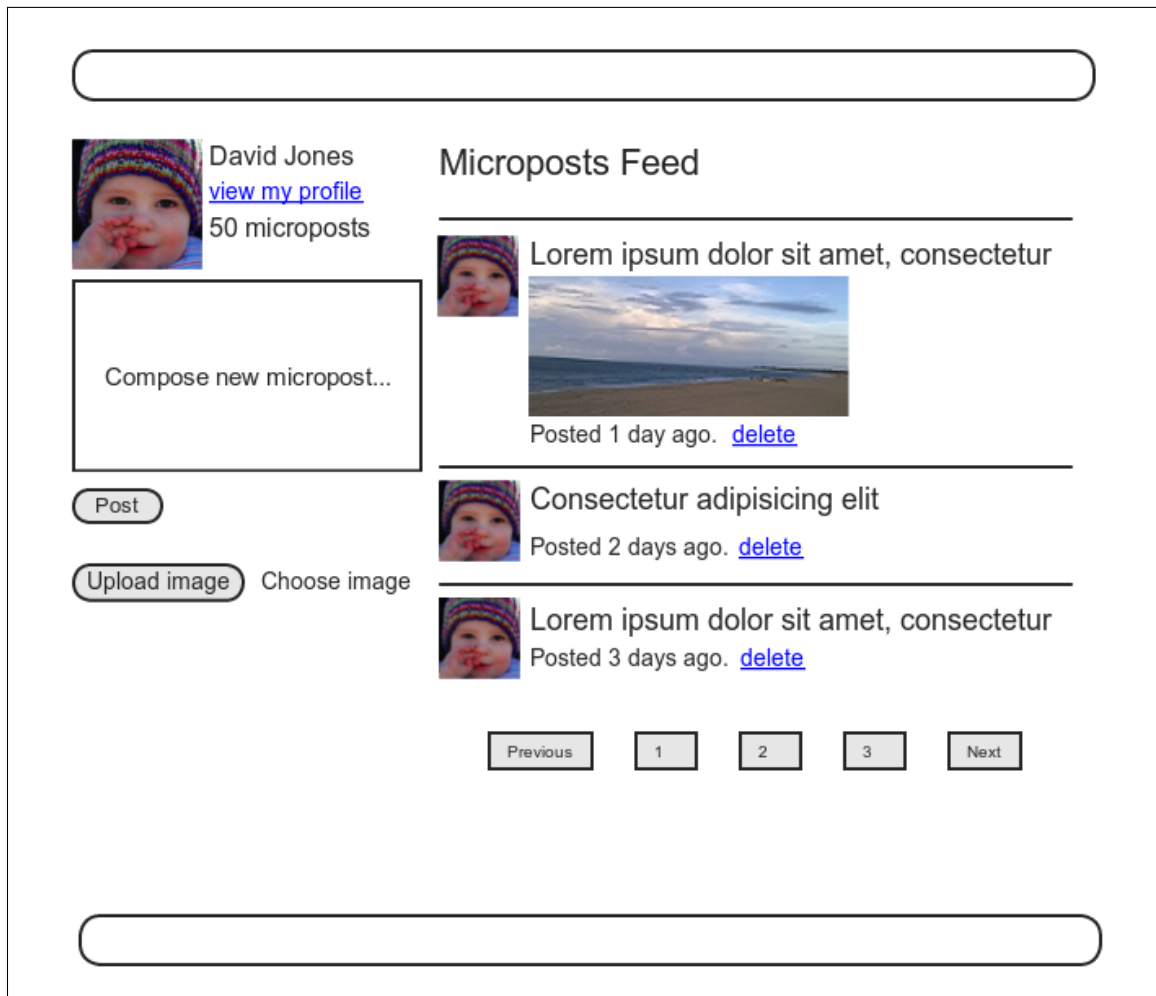 David Jones
view my profile
50 microposts
Compose new micropost...
Post
Upload image
Choose image
Microposts Feed
Lorem ipsum dolor sit amet, consectetur
Posted 1 day ago. delete
Consectetur adipisicing elit
Posted 2 days ago. delete
Lorem ipsum dolor sit amet, consectetur
Posted 3 days ago. delete
Previous 1 2 3 Next